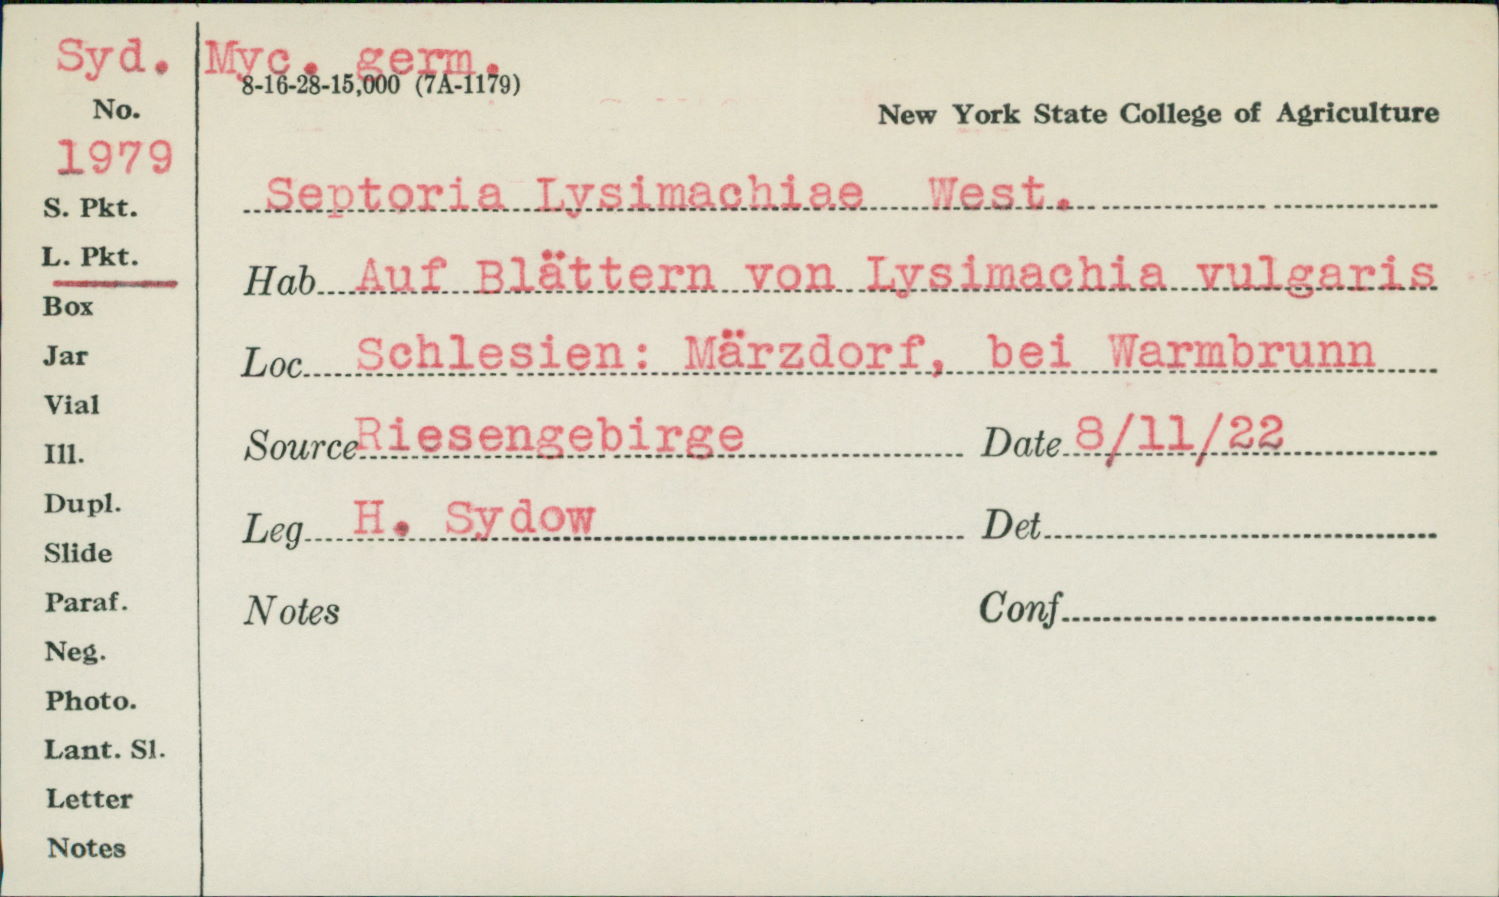 Syd. Myc. germ.
8-16-28-15,000 (7A-1179)
No.
New York State College of Agriculture
1979
Septoria Lysimachiae West.
S. Pkt.
L. Pkt.
Hab Auf Blättern von Lysimachia vulgaris
Box
Loc Schlesien: Märzdorf, bei Warmbrunn
Jar
Vial
Source Riesengebirge Date 8/11/22
Ill.
Dupl.
Leg H. Sydow Det
Slide
Paraf.
Notes Conf
Neg.
Photo.
Lant. Sl.
Letter
Notes